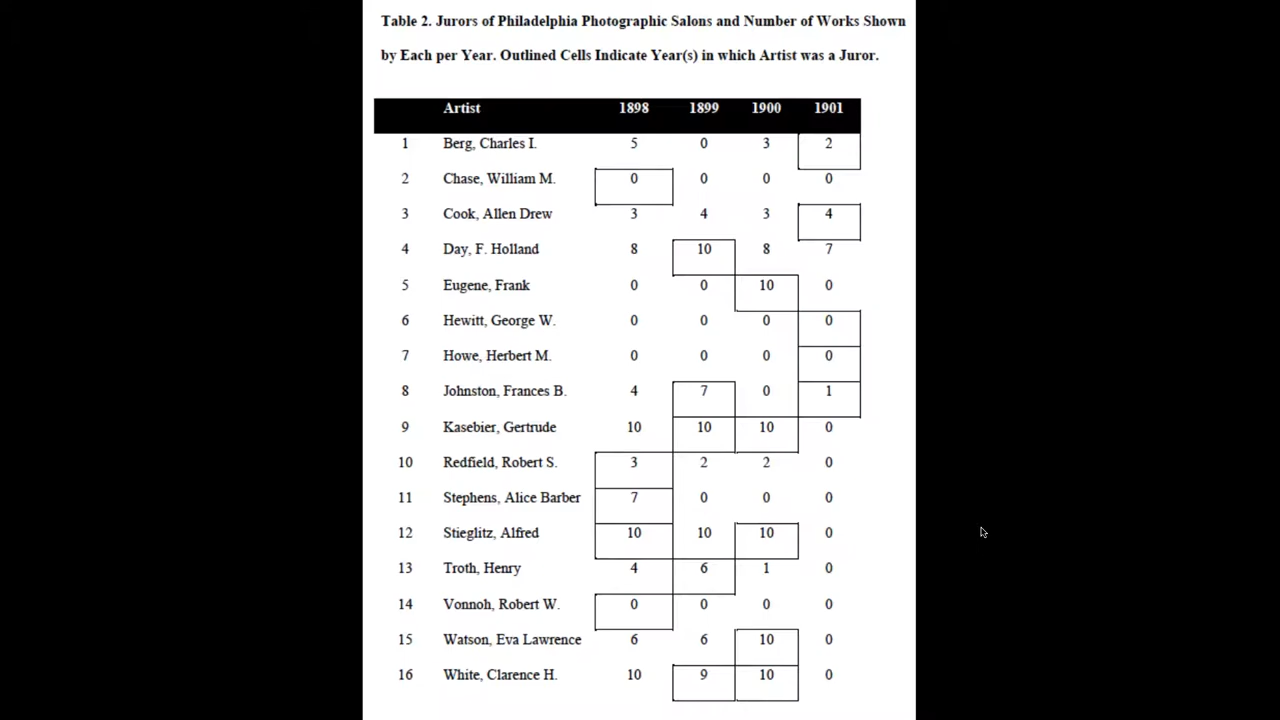 Table 2. Jurors of Philadelphia Photographic Salons and Number of Works Shown
by Each per Year. Outlined Cells Indicate Year(s) in which Artist was a Juror.
Artist 1898 1899 1900 1901
1 Berg, Charles I. 5 0 3 2
2 Chase, William M. 0 0 0 0
3 Cook, Allen Drew 3 4 3 4
4 Day, F. Holland 8 10 8 7
5 Eugene, Frank 0 0 10 0
6 Hewitt, George W. 0 0 0 0
7 Howe, Herbert M. 0 0 0 0
8 Johnston, Frances B. 4 7 0 1
9 Kasebier, Gertrude 10 10 10 0
10 Redfield, Robert S. 3 2 2 0
11 Stephens, Alice Barber 7 0 0 0
12 Stieglitz, Alfred 10 10 10 0
13 Troth, Henry 4 6 1 0
14 Vonnoh, Robert W. 0 0 0 0
15 Watson, Eva Lawrence 6 6 10 0
16 White, Clarence H. 10 9 10 0